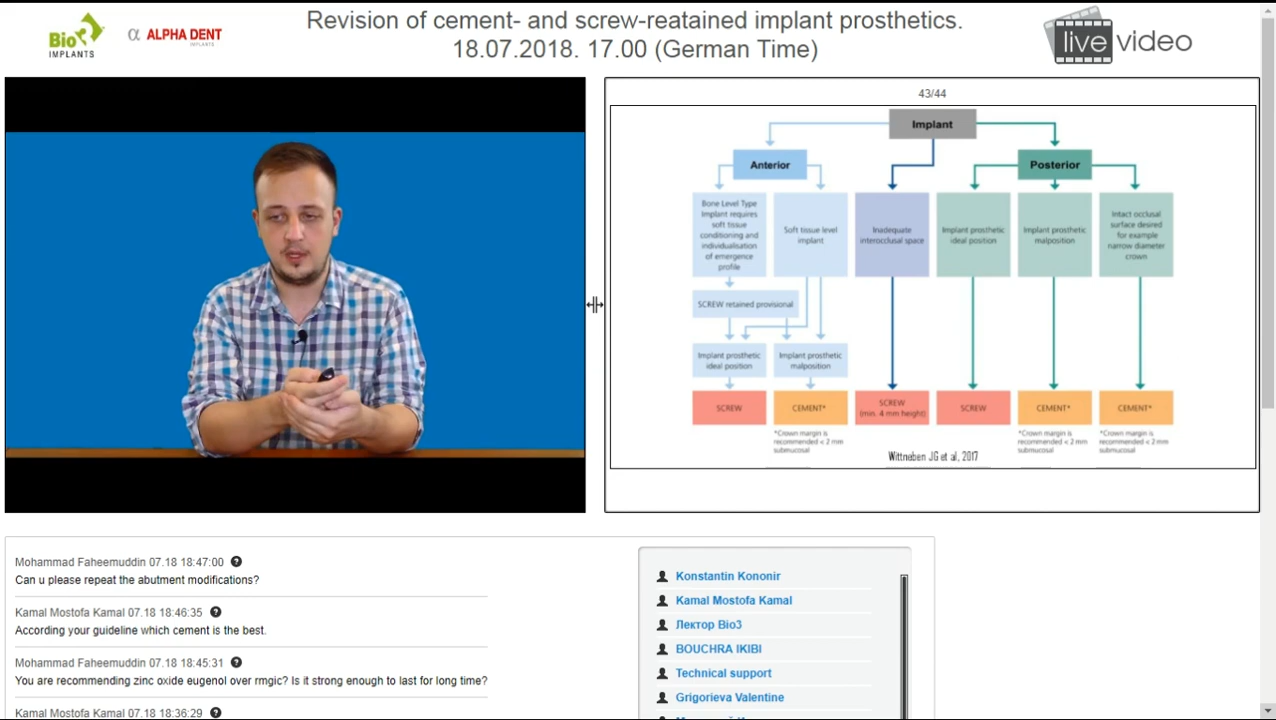 Bio3
IMPLANTS
α ALPHA DENT
IMPLANTS
Revision of cement- and screw-reatained implant prosthetics.
18.07.2018. 17.00 (German Time)
live video
43/44
Implant
Anterior
Posterior
Bone Level Type
Implant requires
soft tissue
conditioning and
individualisation
of emergence
profile
Soft tissue level
implant
Inadequate
interocclusal space
Implant prosthetic
ideal position
Implant prosthetic
malposition
Intact occlusal
surface desired
for example
narrow diameter
crown
SCREW retained provisional
Implant prosthetic
ideal position
Implant prosthetic
malposition
SCREW
CEMENT*
SCREW
(min. 4 mm height)
SCREW
CEMENT*
CEMENT*
*Crown margin is
recommended < 2 mm
submucosal
*Crown margin is
recommended < 2 mm
submucosal
*Crown margin is
recommended < 2 mm
submucosal
Wittneben JG et al, 2017
Mohammad Faheemuddin 07.18 18:47:00
Can u please repeat the abutment modifications?
Kamal Mostofa Kamal 07.18 18:46:35
According your guideline which cement is the best.
Mohammad Faheemuddin 07.18 18:45:31
You are recommending zinc oxide eugenol over rmgic? Is it strong enough to last for long time?
Kamal Mostofa Kamal 07.18 18:36:29
Konstantin Kononir
Kamal Mostofa Kamal
Лектор Bio3
BOUCHRA IKIBI
Technical support
Grigorieva Valentine